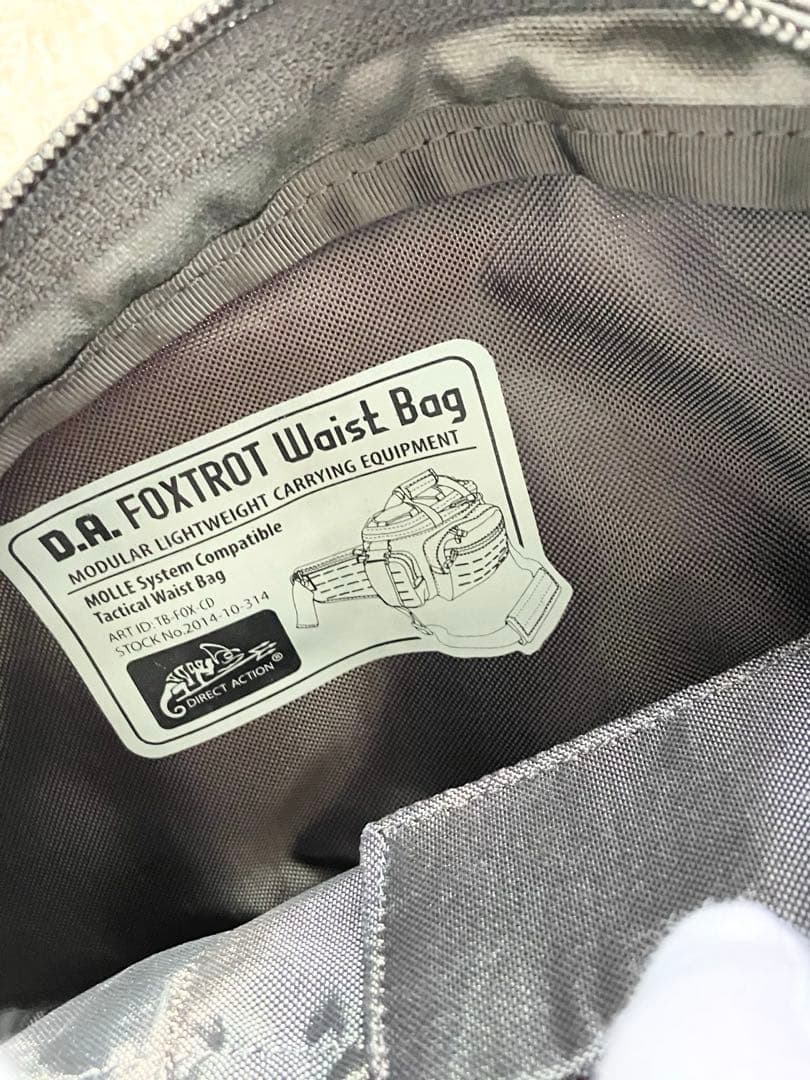 D.A. FOXTROT Waist Bag
MODULAR LIGHTWEIGHT CARRYING EQUIPMENT
MOLLE System Compatible
Tactical Waist Bag
ART ID: TB-FOX-CD
STOCK No.2014-10-314
DIRECT ACTION®